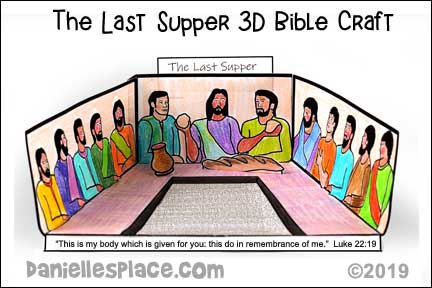 The Last Supper 3D Bible Craft
The Last Supper
"This is my body which is given for you: this do in remembrance of me." Luke 22:19
DaniellesPlace.com ©2019